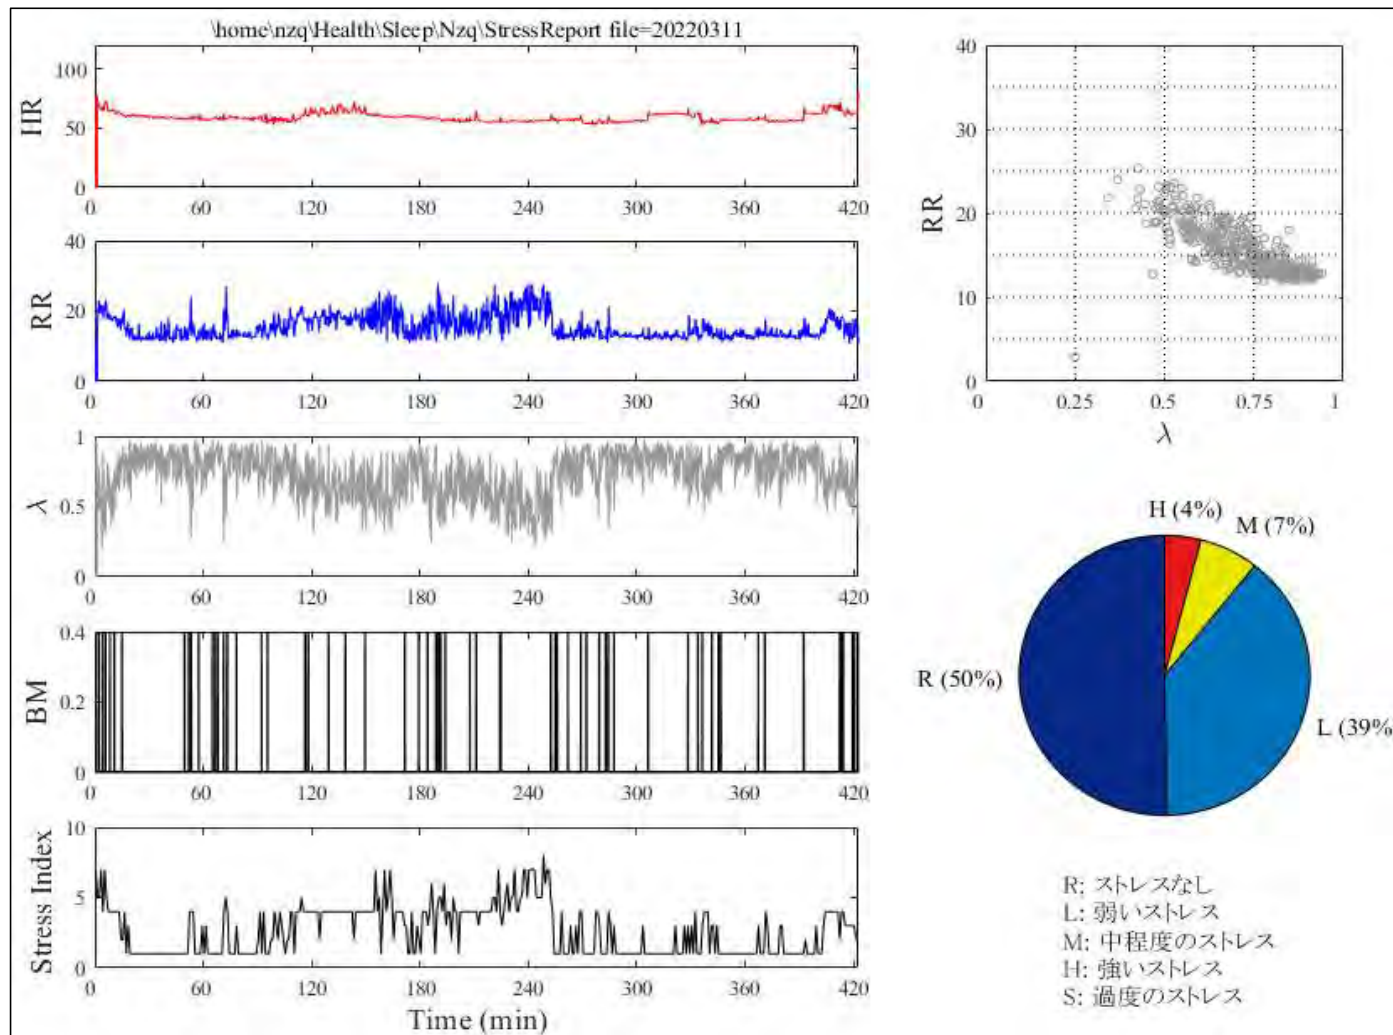 \home\nzq\Health\Sleep\Nzq\StressReport file=20220311
HR
100
50
0
0 60 120 180 240 300 360 420
RR
40
20
0
0 60 120 180 240 300 360 420
λ
1
0.5
0
0 60 120 180 240 300 360 420
BM
0.4
0.2
0
0 60 120 180 240 300 360 420
Stress Index
10
5
0
0 60 120 180 240 300 360 420
Time (min)
RR
40
30
20
10
0
0 0.25 0.5 0.75 1
λ
H (4%)
M (7%)
R (50%)
L (39%
R: ストレスなし
L: 弱いストレス
M: 中程度のストレス
H: 強いストレス
S: 過度のストレス